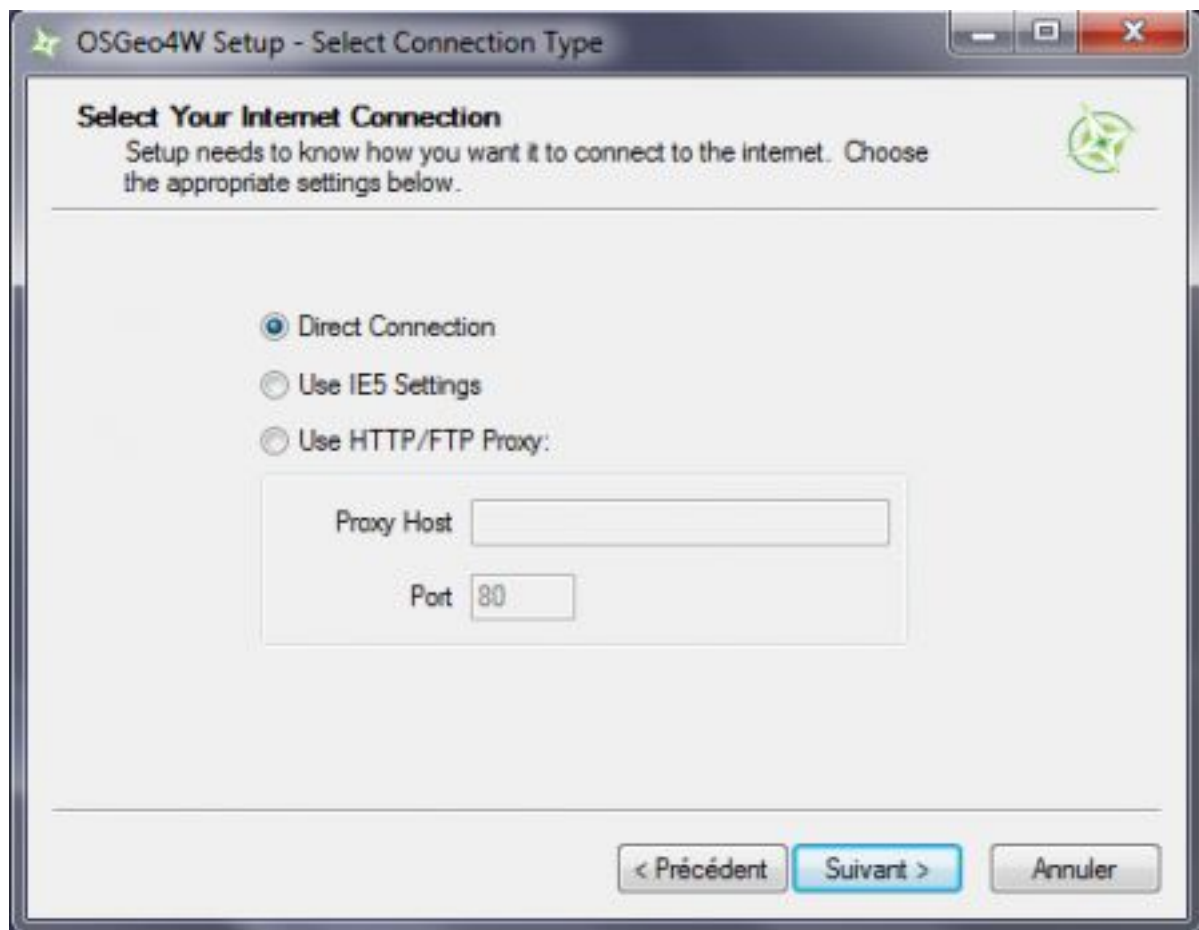 OSGeo4W Setup - Select Connection Type
Select Your Internet Connection
Setup needs to know how you want it to connect to the internet. Choose
the appropriate settings below.
Direct Connection
Use IE5 Settings
Use HTTP/FTP Proxy:
Proxy Host
Port 80
< Précédent Suivant > Annuler